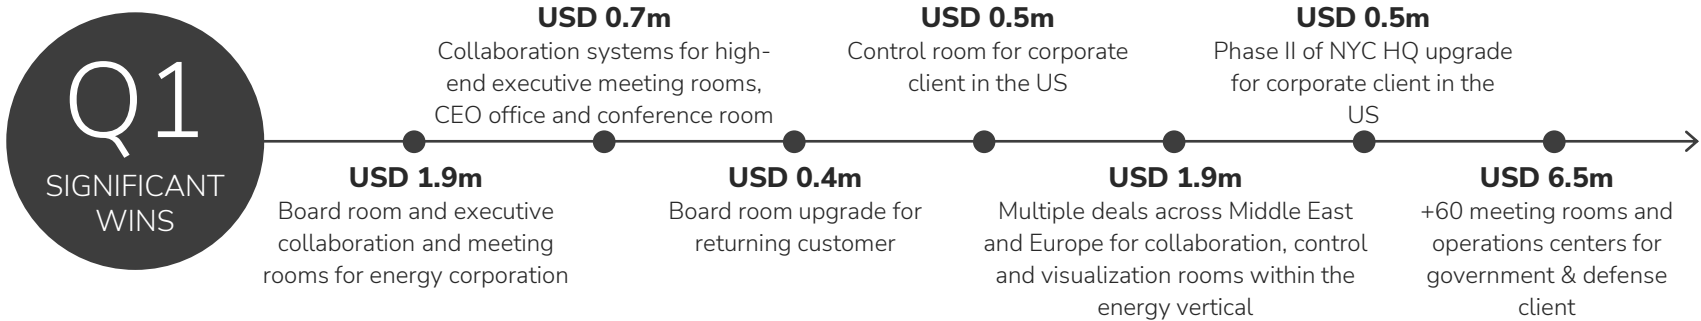 Q1
SIGNIFICANT
WINS
USD 1.9m
Board room and executive
collaboration and meeting
rooms for energy corporation
USD 0.7m
Collaboration systems for high-
end executive meeting rooms,
CEO office and conference room
USD 0.4m
Board room upgrade for
returning customer
USD 0.5m
Control room for corporate
client in the US
USD 1.9m
Multiple deals across Middle East
and Europe for collaboration, control
and visualization rooms within the
energy vertical
USD 0.5m
Phase II of NYC HQ upgrade
for corporate client in the
US
USD 6.5m
+60 meeting rooms and
operations centers for
government & defense
client